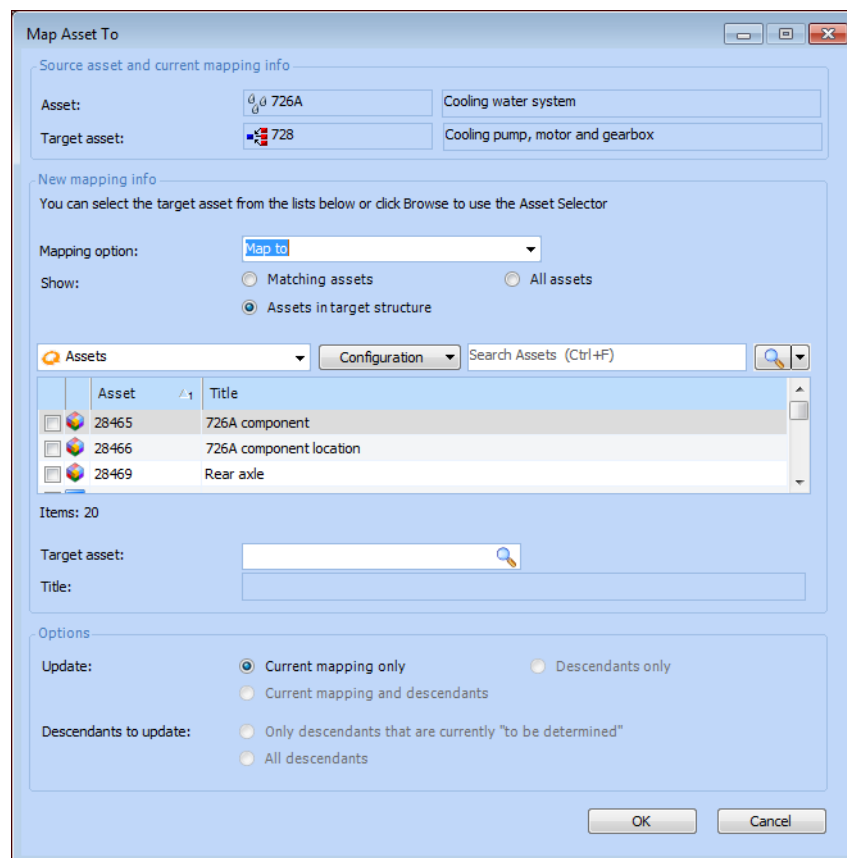 Map Asset To
Source asset and current mapping info
Asset: 726A Cooling water system
Target asset: 728 Cooling pump, motor and gearbox
New mapping info
You can select the target asset from the lists below or click Browse to use the Asset Selector
Mapping option: Map to
Show: Matching assets All assets
Assets in target structure
Assets Configuration Search Assets (Ctrl+F)
Asset 1 Title
28465 726A component
28466 726A component location
28469 Rear axle
Items: 20
Target asset:
Title:
Options
Update: Current mapping only Descendants only
Current mapping and descendants
Descendants to update: Only descendants that are currently "to be determined"
All descendants
OK Cancel